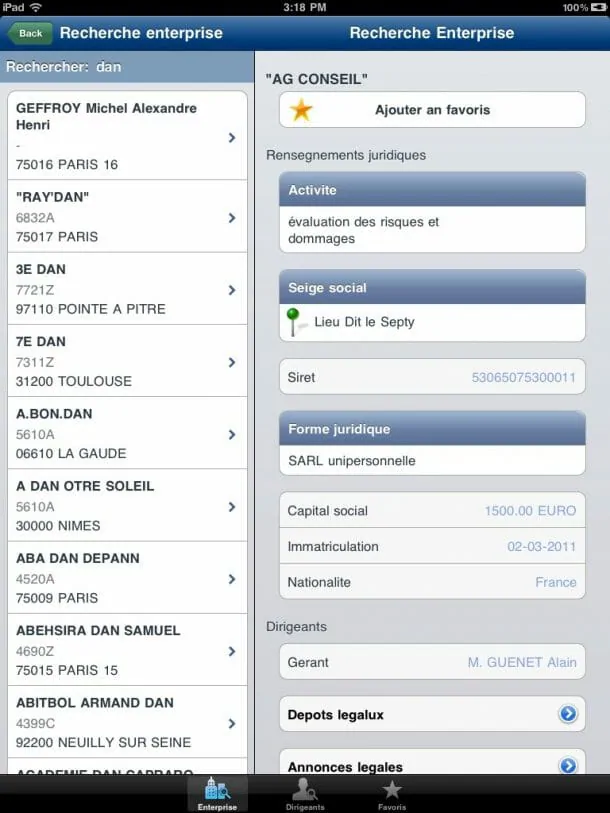 iPad
3:18 PM
100%
Back
Recherche enterprise
Recherche Enterprise
Rechercher: dan
GEFFROY Michel Alexandre
Henri
-
75016 PARIS 16
"RAY'DAN"
6832A
75017 PARIS
3E DAN
7721Z
97110 POINTE A PITRE
7E DAN
7311Z
31200 TOULOUSE
A.BON.DAN
5610A
06610 LA GAUDE
A DAN OTRE SOLEIL
5610A
30000 NIMES
ABA DAN DEPANN
4520A
75009 PARIS
ABEHSIRA DAN SAMUEL
4690Z
75015 PARIS 15
ABITBOL ARMAND DAN
4399C
92200 NEUILLY SUR SEINE
ACADEMIE DAN CAPRARO
"AG CONSEIL"
Ajouter an favoris
Rensegnements juridiques
Activite
évaluation des risques et
dommages
Seige social
Lieu Dit le Septy
Siret 53065075300011
Forme juridique
SARL unipersonnelle
Capital social 1500.00 EURO
Immatriculation 02-03-2011
Nationalite France
Dirigeants
Gerant M. GUENET Alain
Depots legalux
Annonces legales
Enterprise
Dirigeants
Favoris